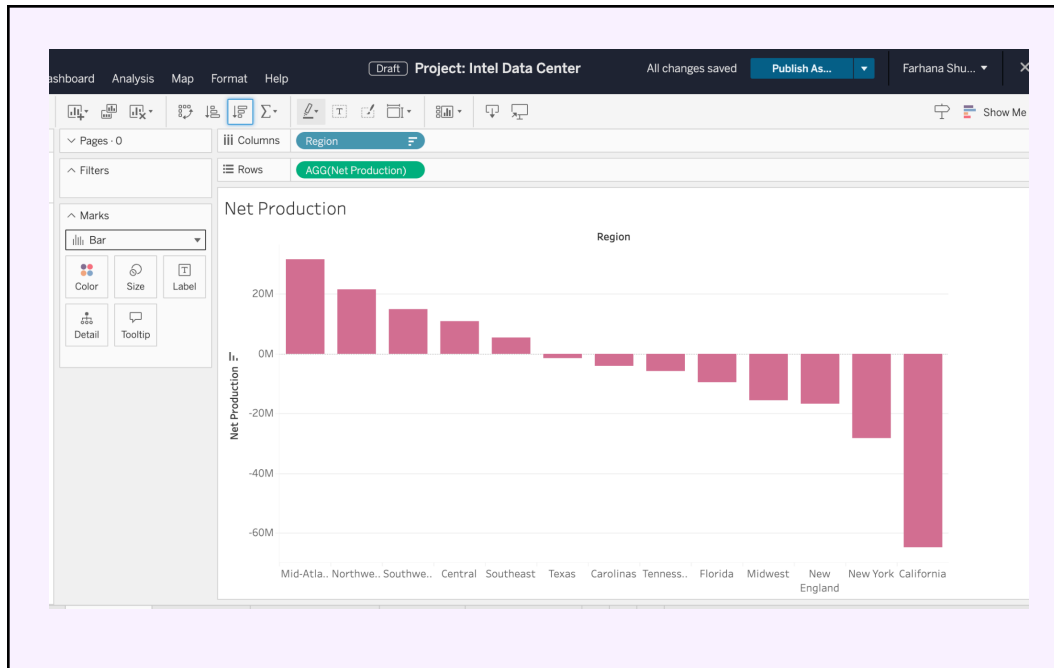 Draft Project: Intel Data Center All changes saved Publish As... Farhana Shu...
ashboard Analysis Map Format Help
Show Me
Pages · 0
Columns Region
Filters
Rows AGG(Net Production)
Marks
Bar
Color Size Label
Detail Tooltip
Net Production
Region
20M
0M
-20M
-40M
-60M
Net Production
Mid-Atla.. Northwe.. Southwe.. Central Southeast Texas Carolinas Tenness.. Florida Midwest New New York California
England